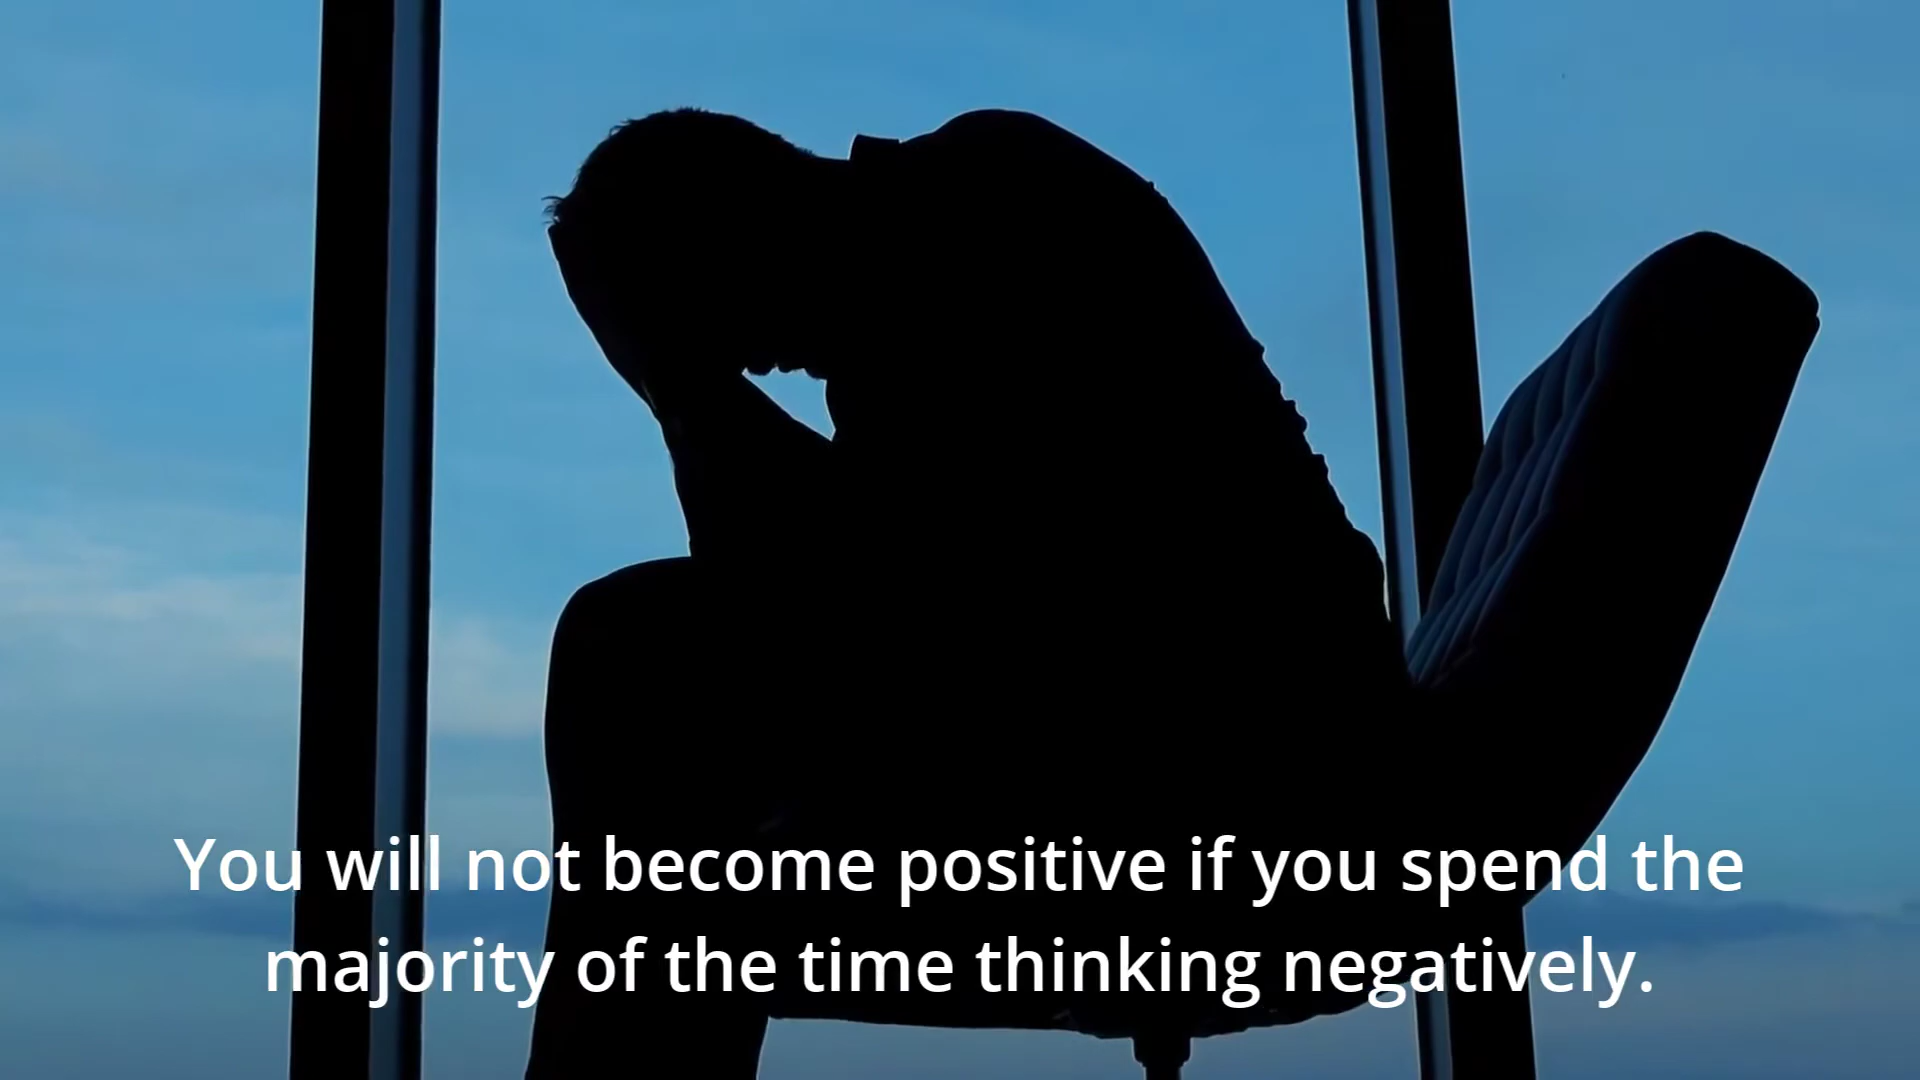 You will not become positive if you spend the
majority of the time thinking negatively.